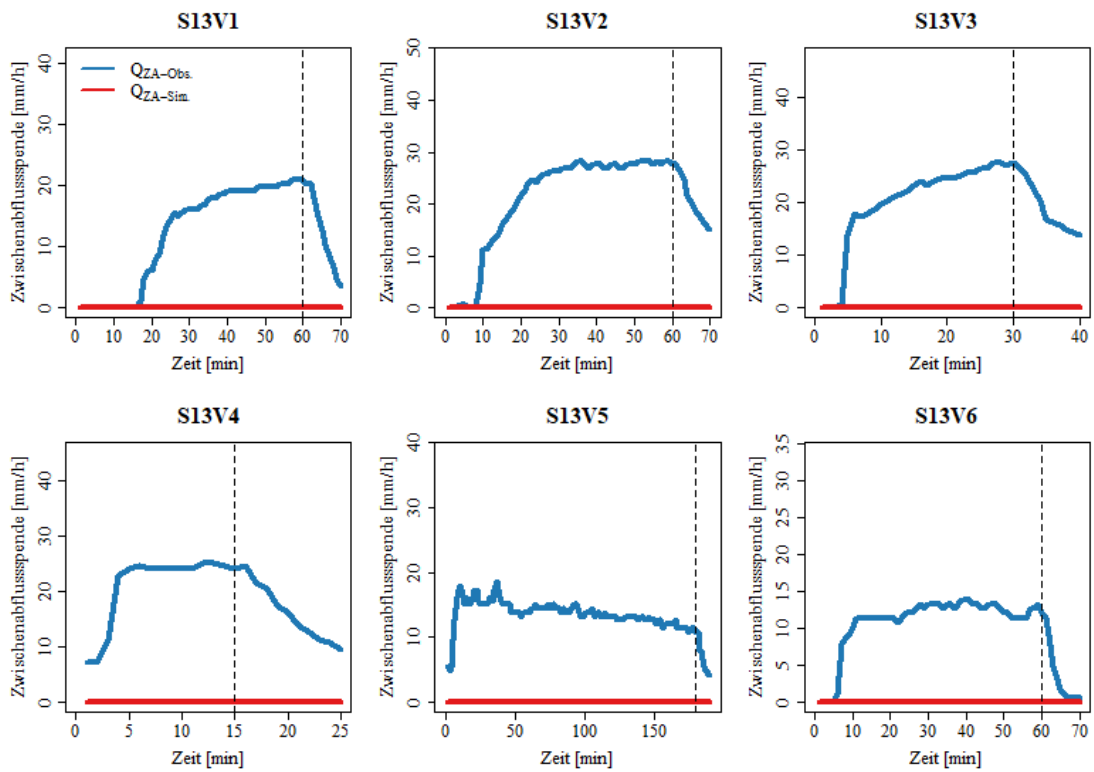 S13V1
Zwischenabflussspende [mm/h]
40
30
20
10
0
Q_ZA-Obs.
Q_ZA-Sim.
0 10 20 30 40 50 60 70
Zeit [min]
S13V2
Zwischenabflussspende [mm/h]
50
40
30
20
10
0
0 10 20 30 40 50 60 70
Zeit [min]
S13V3
Zwischenabflussspende [mm/h]
40
30
20
10
0
0 10 20 30 40
Zeit [min]
S13V4
Zwischenabflussspende [mm/h]
40
30
20
10
0
0 5 10 15 20 25
Zeit [min]
S13V5
Zwischenabflussspende [mm/h]
40
30
20
10
0
0 50 100 150
Zeit [min]
S13V6
Zwischenabflussspende [mm/h]
35
30
25
20
15
10
5
0
0 10 20 30 40 50 60 70
Zeit [min]